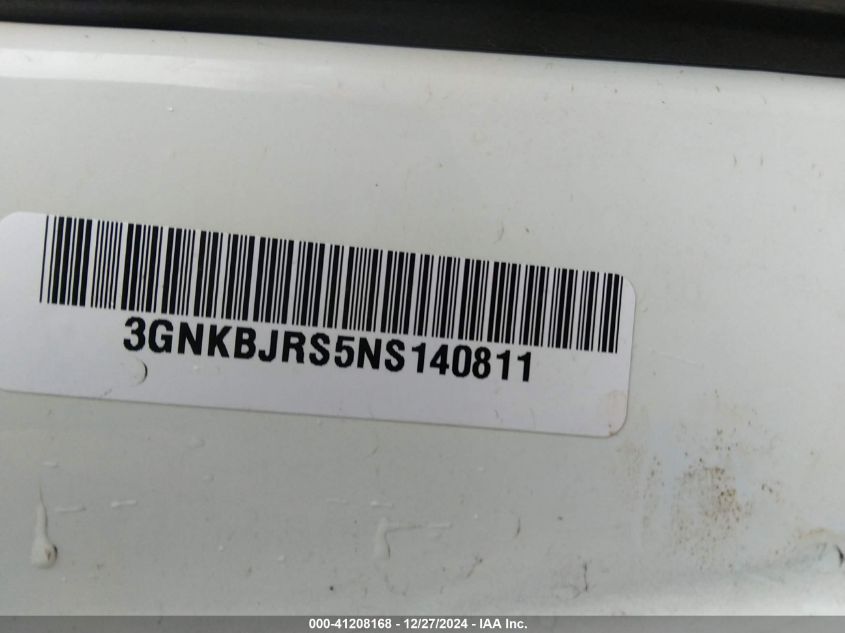 3GNKBJRS5NS140811
000-41208168 - 12/27/2024 - IAA Inc.